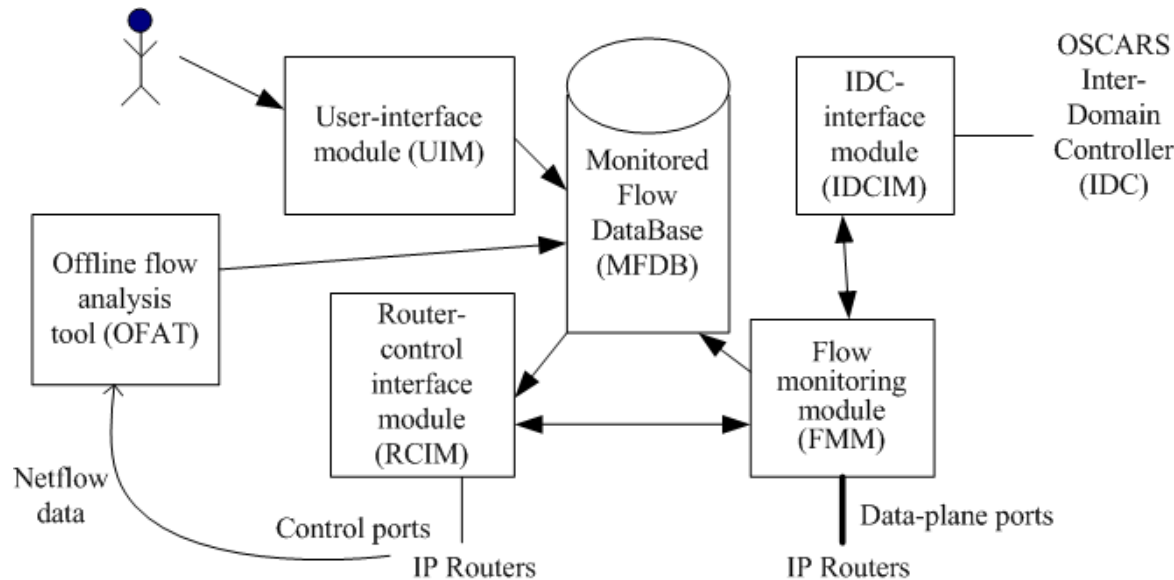 User-interface
module (UIM)
Monitored
Flow
DataBase
(MFDB)
IDC-
interface
module
(IDCIM)
OSCARS
Inter-
Domain
Controller
(IDC)
Offline flow
analysis
tool (OFAT)
Router-
control
interface
module
(RCIM)
Flow
monitoring
module
(FMM)
Netflow
data
Control ports
IP Routers
Data-plane ports
IP Routers